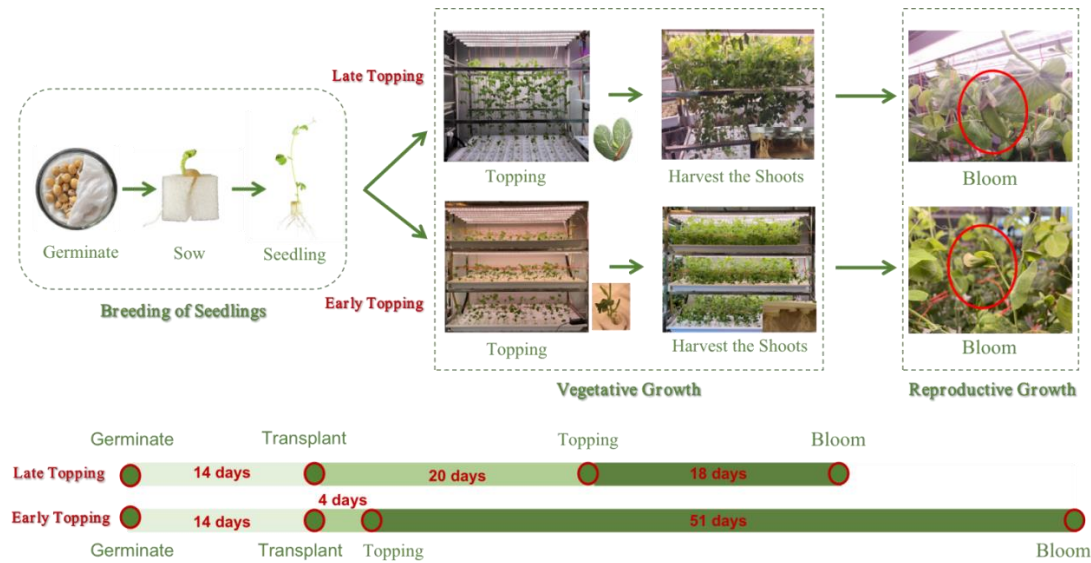 Late Topping
Topping
Harvest the Shoots
Bloom
Germinate
Sow
Seedling
Breeding of Seedlings
Early Topping
Topping
Harvest the Shoots
Bloom
Vegetative Growth
Reproductive Growth
Germinate
Transplant
Topping
Bloom
Late Topping
14 days
20 days
18 days
4 days
Early Topping
14 days
51 days
Germinate
Transplant
Topping
Bloom